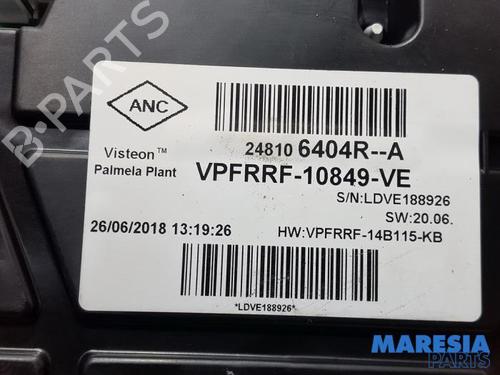 B-PARTS
ANC
Visteon™
Palmela Plant
24810 6404R--A
VPFRRF-10849-VE
S/N:LDVE188926
SW:20.06.
26/06/2018 13:19:26
HW:VPFRRF-14B115-KB
*LDVE188926*
MARESIA
PARTS